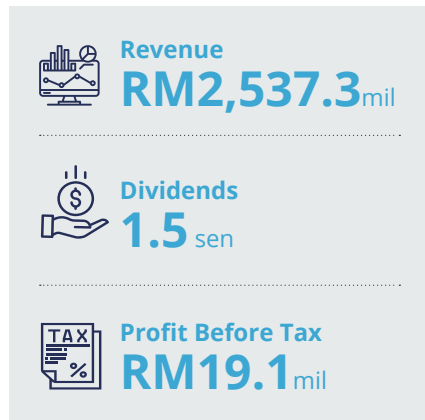 Revenue
RM2,537.3mil
$
Dividends
1.5 sen
TAX
%
Profit Before Tax
RM19.1mil